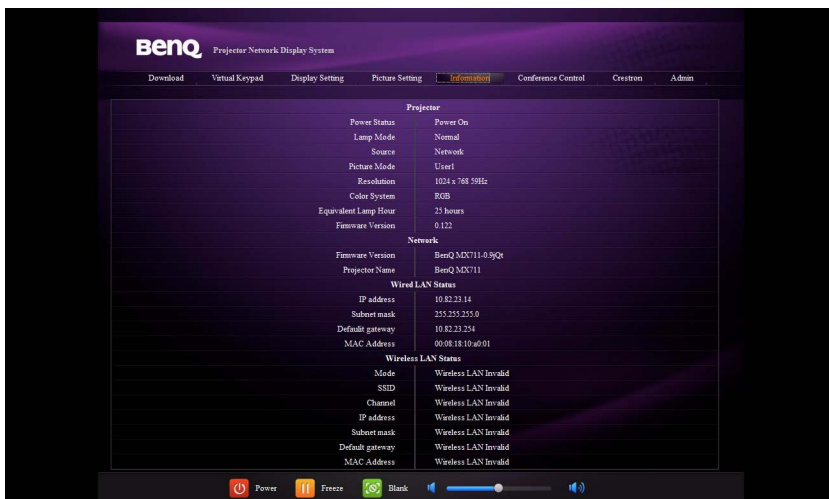 BenQ Projector Network Display System
Download Virtual Keypad Display Setting Picture Setting Information Conference Control Crestron Admin
Projector
Power Status Power On
Lamp Mode Normal
Source Network
Picture Mode User1
Resolution 1024 x 768 59Hz
Color System RGB
Equivalent Lamp Hour 25 hours
Firmware Version 0.122
Network
Firmware Version BenQ MX711-0.9jQt
Projector Name BenQ MX711
Wired LAN Status
IP address 10.82.23.14
Subnet mask 255.255.255.0
Default gateway 10.82.23.254
MAC Address 00:08:18:10:a0:01
Wireless LAN Status
Mode Wireless LAN Invalid
SSID Wireless LAN Invalid
Channel Wireless LAN Invalid
IP address Wireless LAN Invalid
Subnet mask Wireless LAN Invalid
Default gateway Wireless LAN Invalid
MAC Address Wireless LAN Invalid
Power Freeze Blank